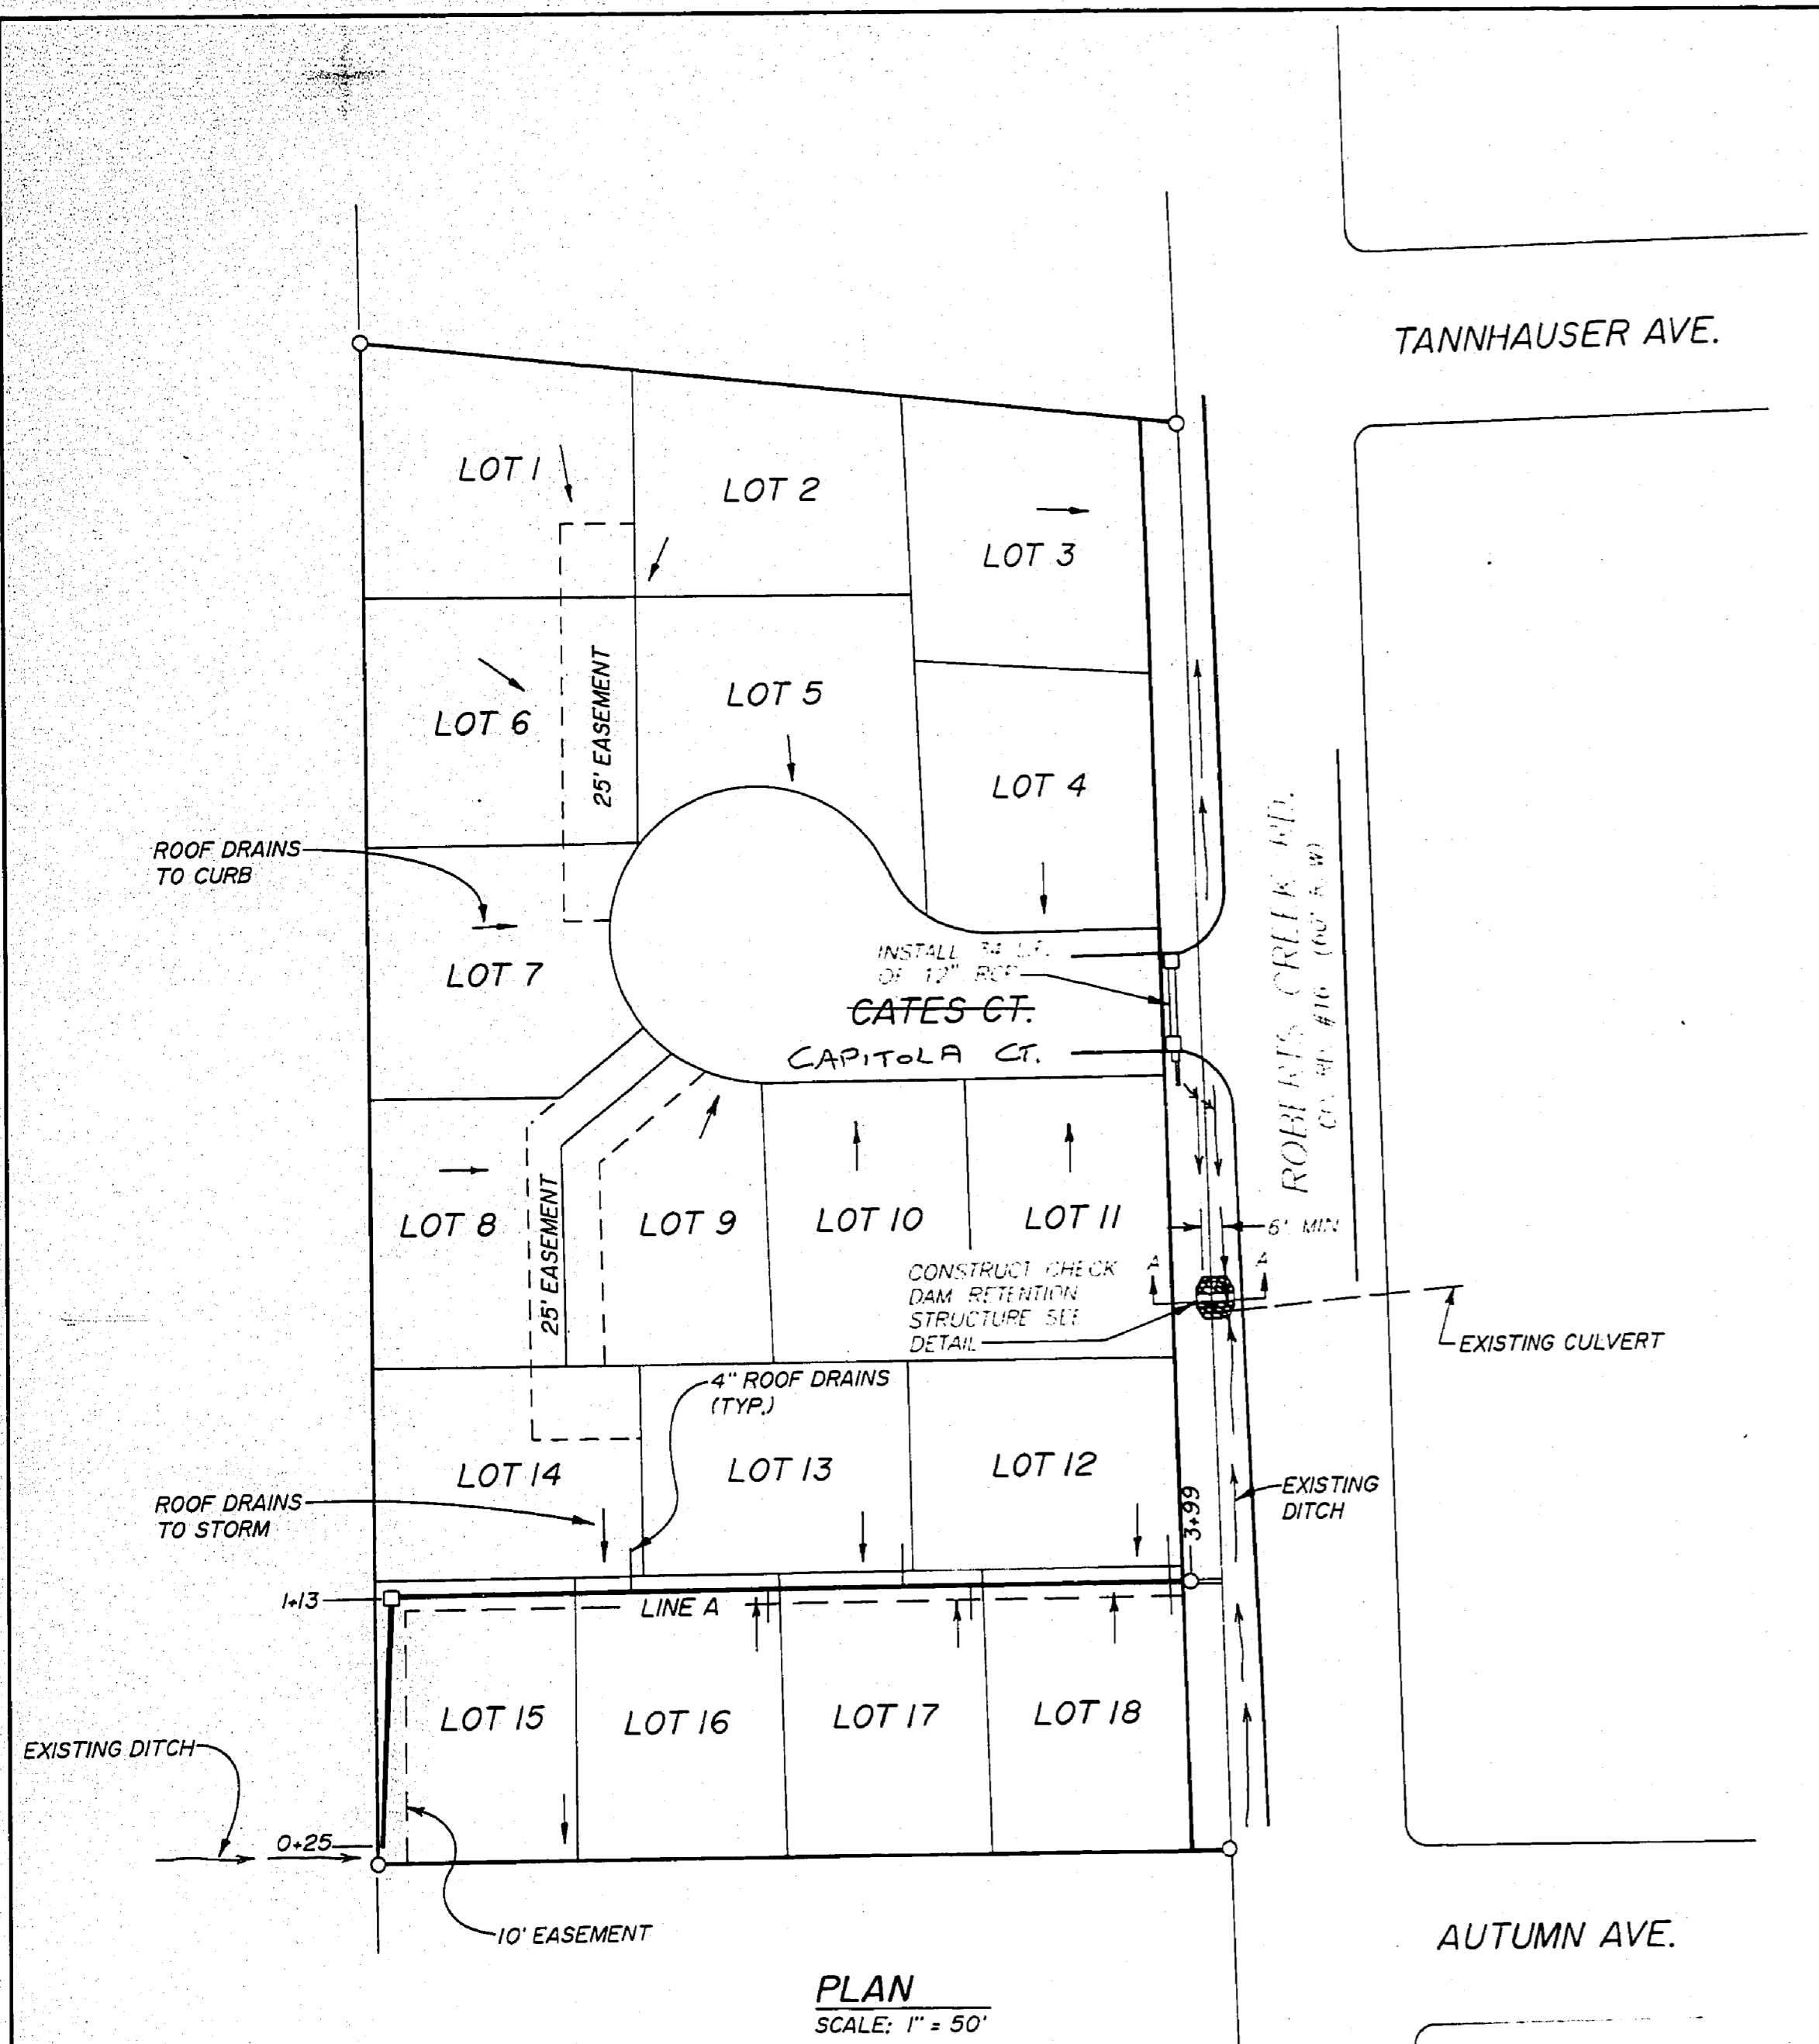 TANNHAUSER AVE.
LOT 1
LOT 2
LOT 3
LOT 6
25' EASEMENT
LOT 5
LOT 4
ROOF DRAINS
TO CURB
LOT 7
INSTALL 34 L.F.
OF 12" RCP
CATES CT.
CAPITOLA CT.
ROBERTS CREEK RD.
CO. RD. #116 (60' R/W)
LOT 8
25' EASEMENT
LOT 9
LOT 10
LOT 11
6' MIN
CONSTRUCT CHECK
DAM RETENTION
STRUCTURE SEE
DETAIL
A
A
EXISTING CULVERT
4" ROOF DRAINS
(TYP.)
LOT 14
LOT 13
LOT 12
ROOF DRAINS
TO STORM
3+99
EXISTING
DITCH
1+13
LINE A
LOT 15
LOT 16
LOT 17
LOT 18
EXISTING DITCH
0+25
10' EASEMENT
AUTUMN AVE.
PLAN
SCALE: 1" = 50'